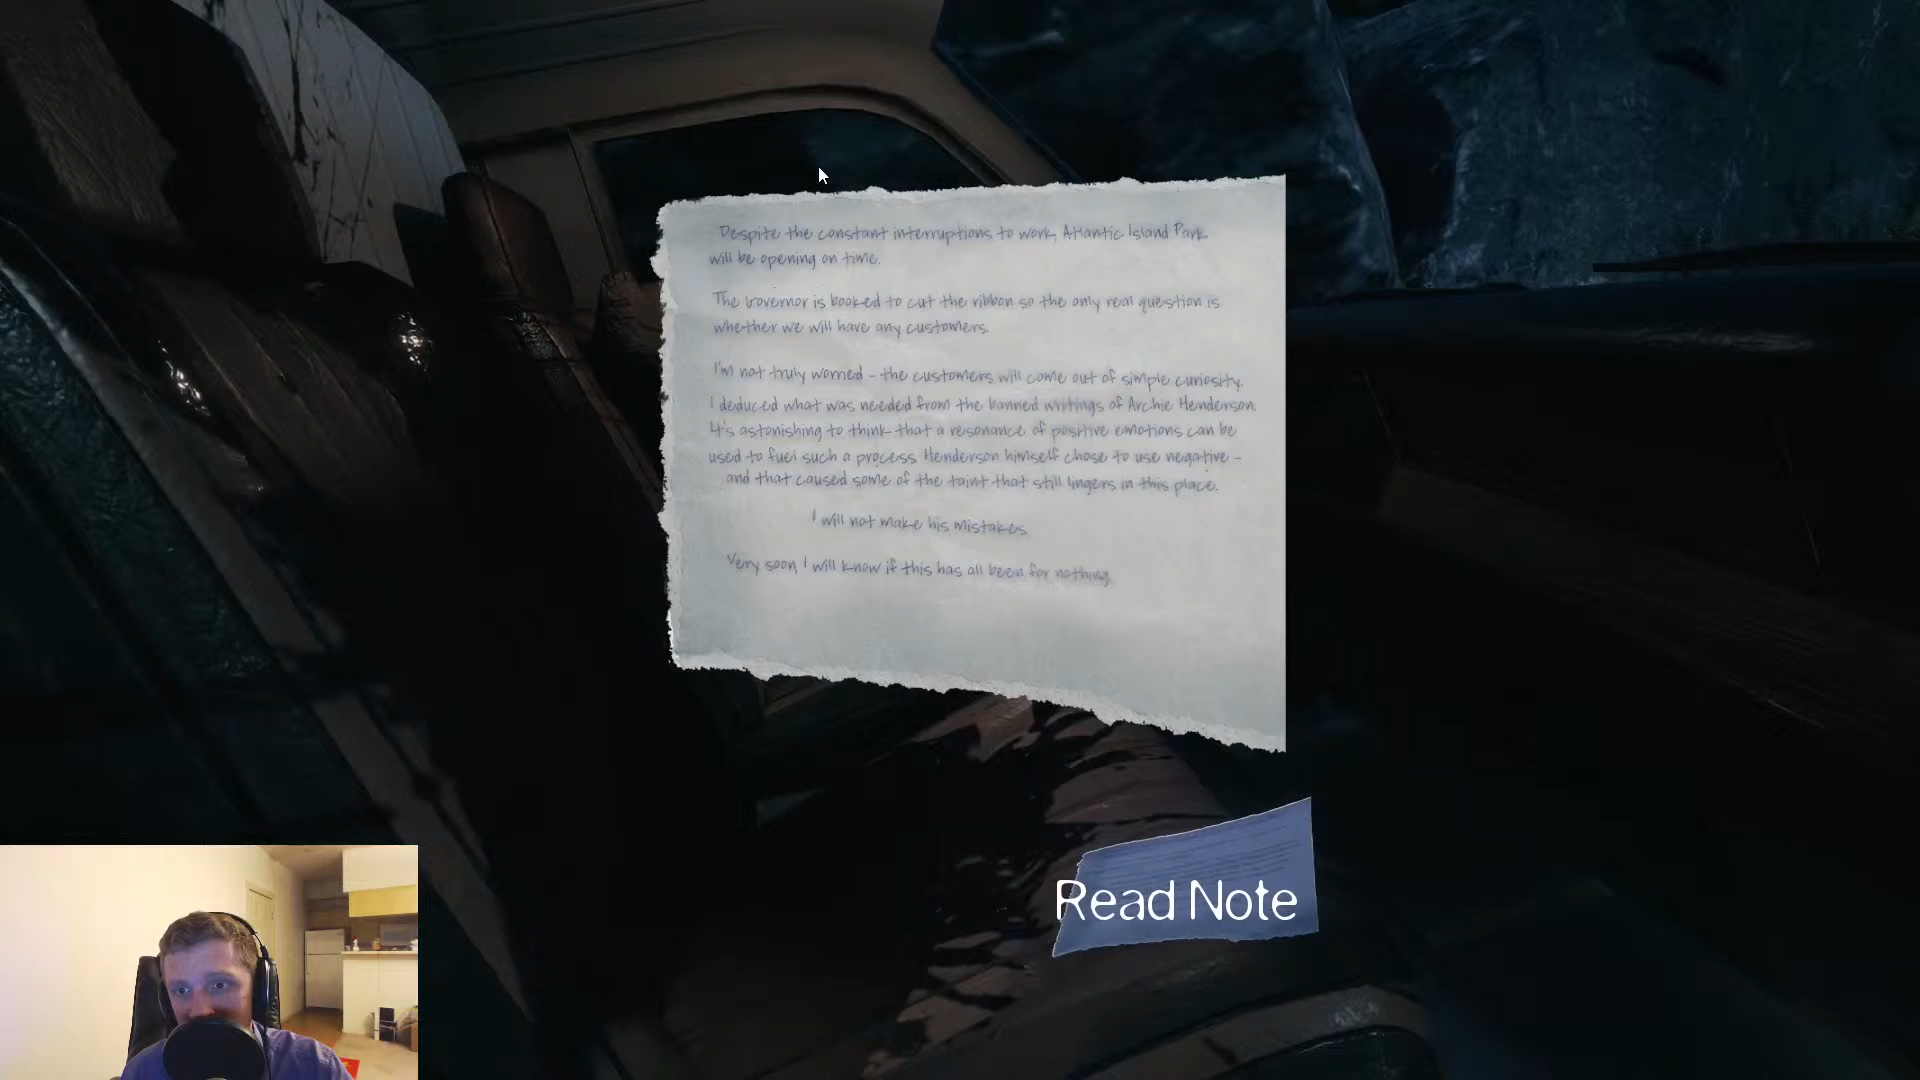 Despite the constant interruptions to work, Atlantic Island Park
will be opening on time.
The Governor is booked to cut the ribbon so the only real question is
whether we will have any customers.
I'm not truly worried - the customers will come out of simple curiosity.
I deduced what was needed from the banned writings of Archie Henderson.
It's astonishing to think that a resonance of positive emotions can be
used to fuel such a process. Henderson himself chose to use negative -
and that caused some of the taint that still lingers in this place.
I will not make his mistakes.
Very soon, I will know if this has all been for nothing.
Read Note